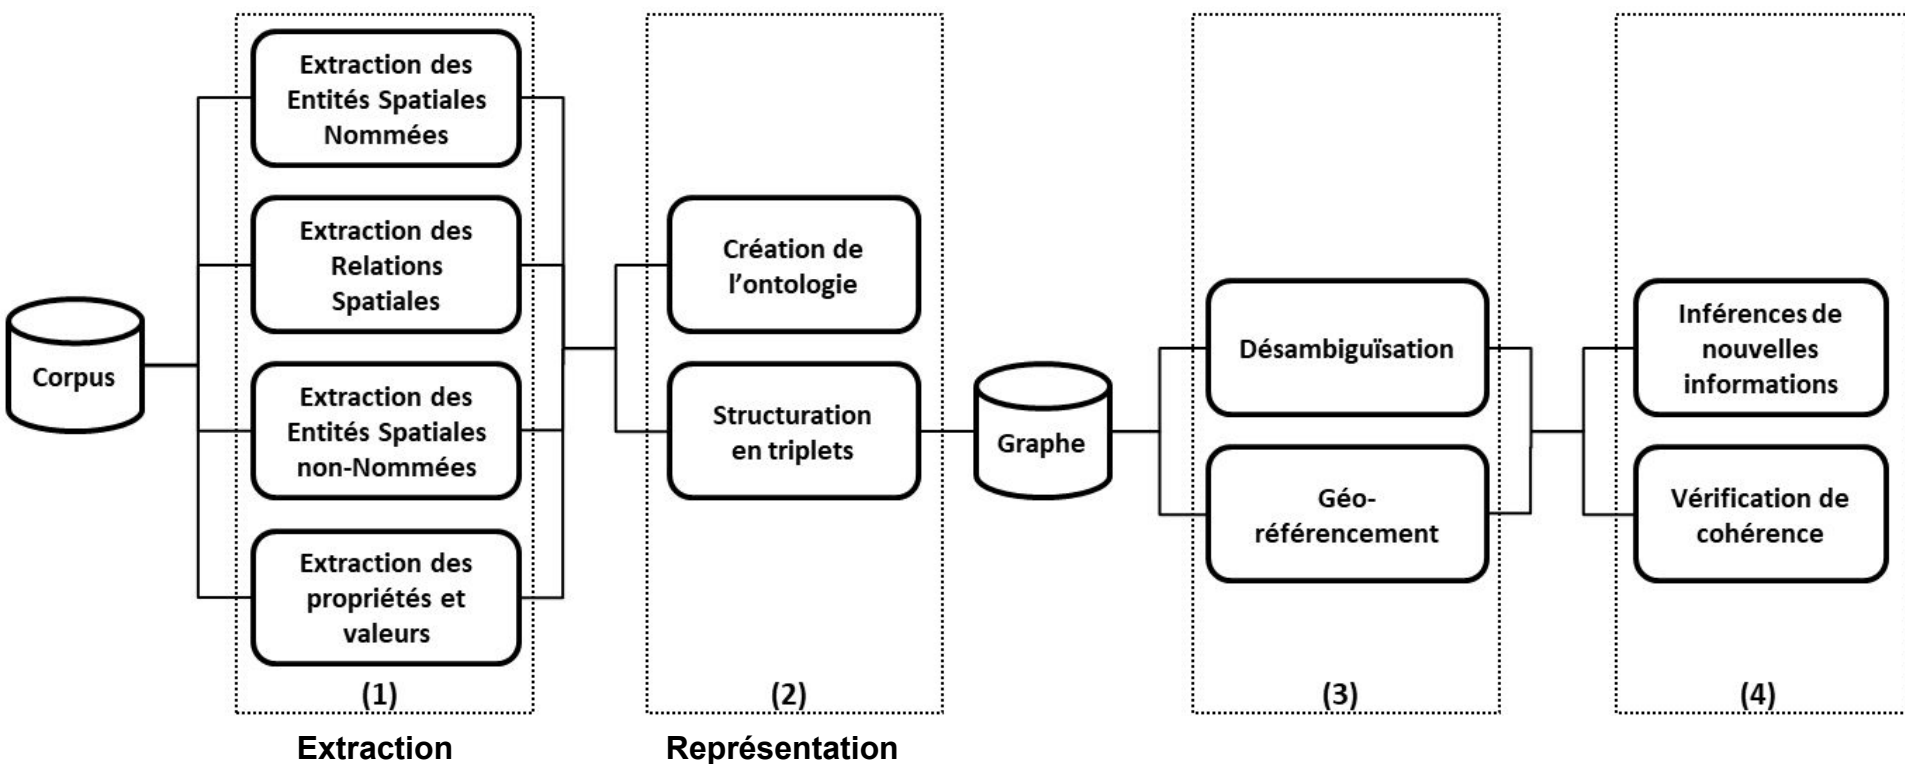 Corpus
Extraction des
Entités Spatiales
Nommées
Extraction des
Relations
Spatiales
Extraction des
Entités Spatiales
non-Nommées
Extraction des
propriétés et
valeurs
(1)
Extraction
Création de
l'ontologie
Structuration
en triplets
(2)
Représentation
Graphe
Désambiguïsation
Géo-
référencement
(3)
Inférences de
nouvelles
informations
Vérification de
cohérence
(4)